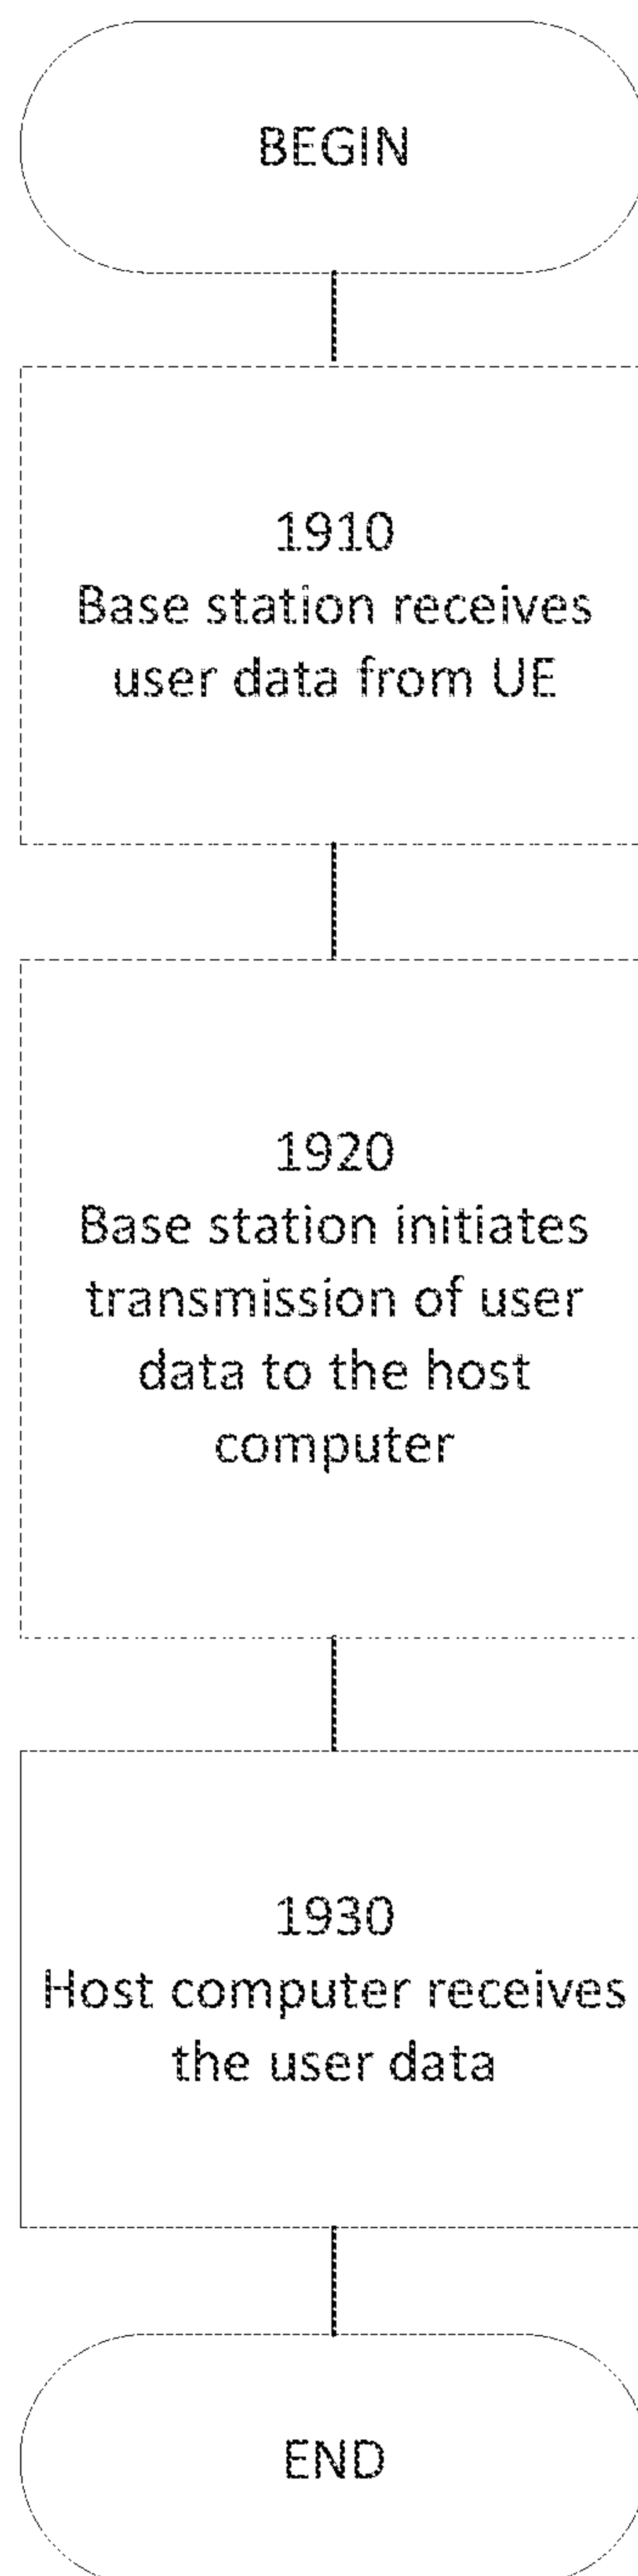 BEGIN
1910
Base station receives
user data from UE
1920
Base station initiates
transmission of user
data to the host
computer
1930
Host computer receives
the user data
END